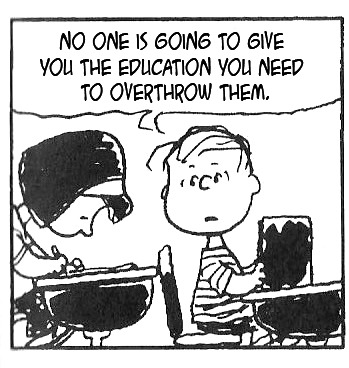 NO ONE IS GOING TO GIVE
YOU THE EDUCATION YOU NEED
TO OVERTHROW THEM.